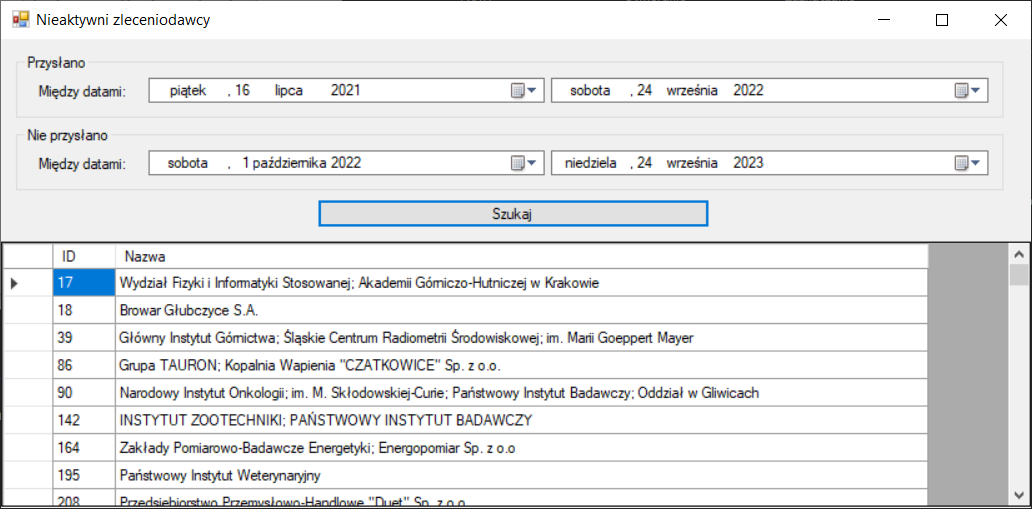 Nieaktywni zleceniodawcy
Przysłano
Między datami: piątek , 16 lipca 2021 sobota , 24 września 2022
Nie przysłano
Między datami: sobota , 1 października 2022 niedziela , 24 września 2023
Szukaj
ID Nazwa
17 Wydział Fizyki i Informatyki Stosowanej; Akademii Górniczo-Hutniczej w Krakowie
18 Browar Głubczyce S.A.
39 Główny Instytut Górnictwa; Śląskie Centrum Radiometrii Środowiskowej; im. Marii Goeppert Mayer
86 Grupa TAURON; Kopalnia Wapienia "CZATKOWICE" Sp. z o.o.
90 Narodowy Instytut Onkologii; im. M. Skłodowskiej-Curie; Państwowy Instytut Badawczy; Oddział w Gliwicach
142 INSTYTUT ZOOTECHNIKI; PAŃSTWOWY INSTYTUT BADAWCZY
164 Zakłady Pomiarowo-Badawcze Energetyki; Energopomiar Sp. z o.o
195 Państwowy Instytut Weterynaryjny
208 Przedsiębiorstwo Przemysłowo-Handlowe "Duet" Sp. z o.o.